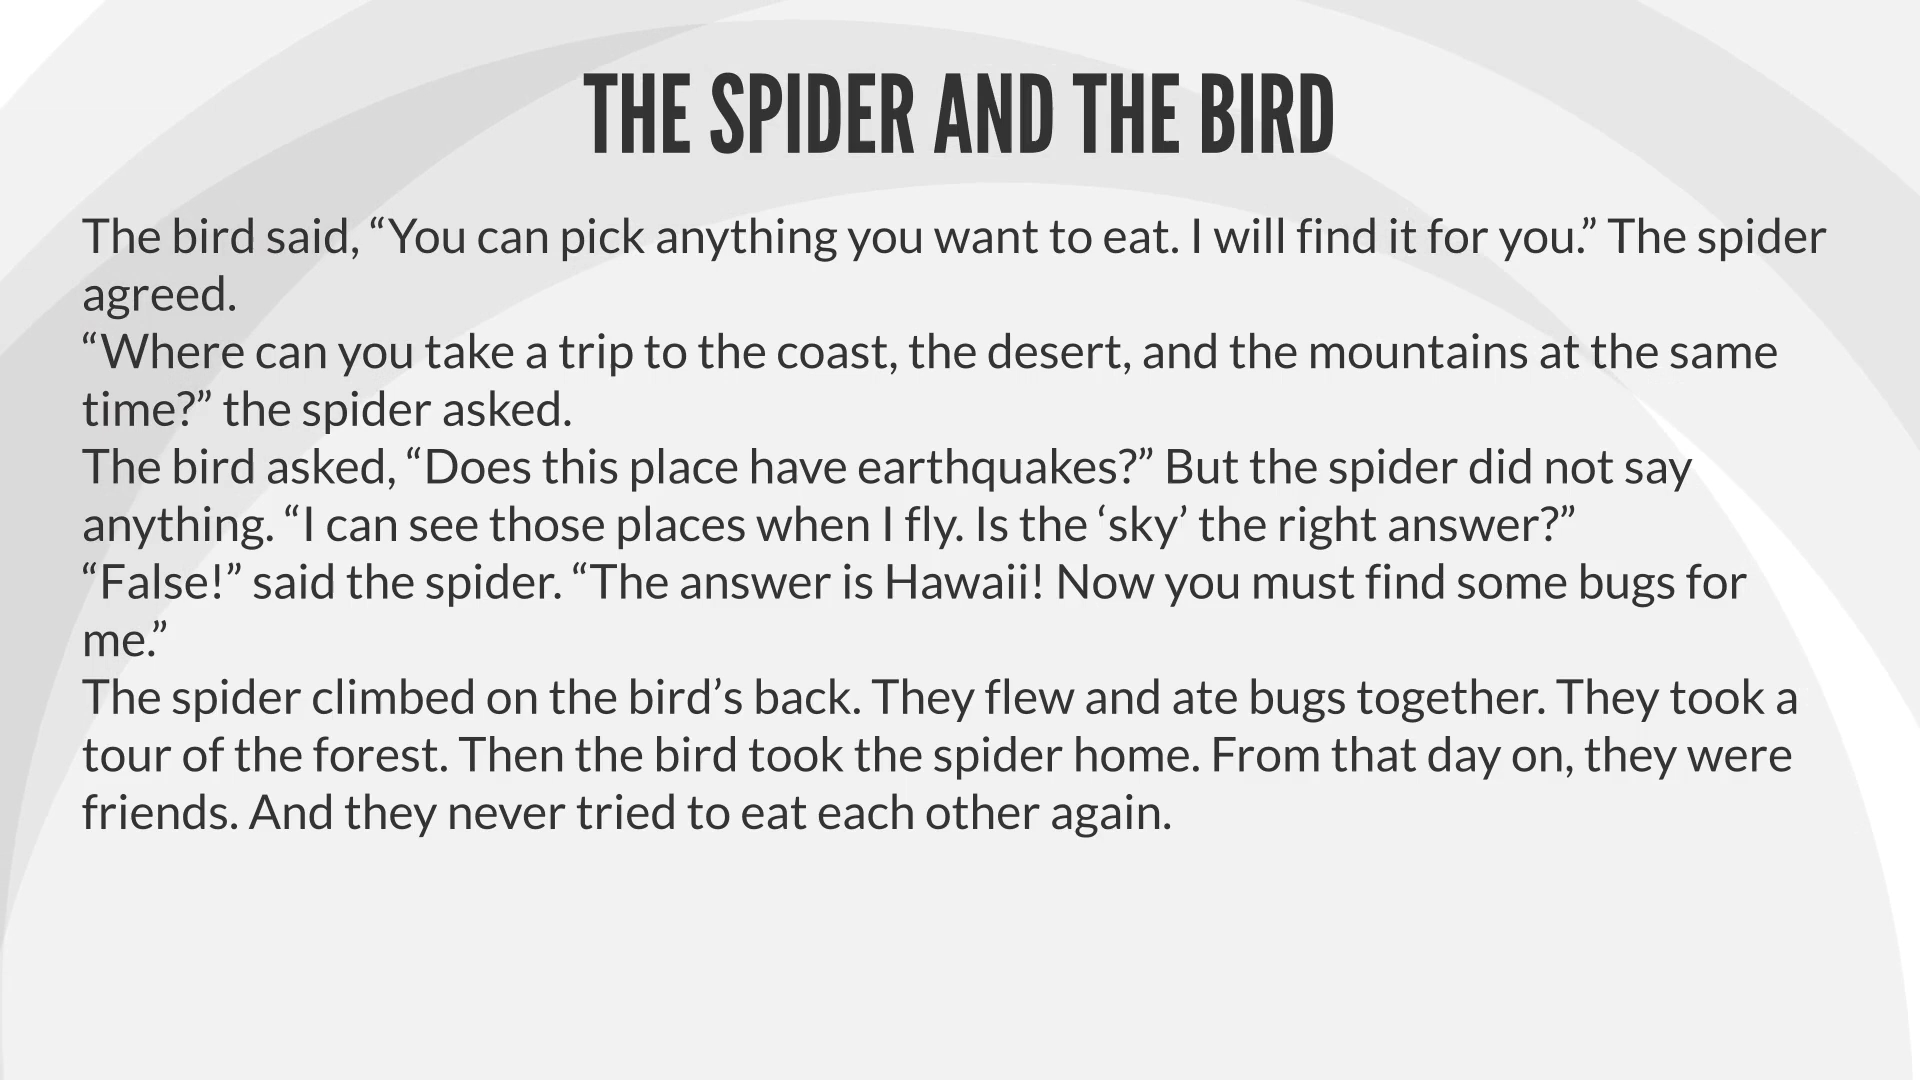 THE SPIDER AND THE BIRD
The bird said, “You can pick anything you want to eat. I will find it for you.” The spider
agreed.
“Where can you take a trip to the coast, the desert, and the mountains at the same
time?” the spider asked.
The bird asked, “Does this place have earthquakes?” But the spider did not say
anything. “I can see those places when I fly. Is the ‘sky’ the right answer?”
“False!” said the spider. “The answer is Hawaii! Now you must find some bugs for
me.”
The spider climbed on the bird’s back. They flew and ate bugs together. They took a
tour of the forest. Then the bird took the spider home. From that day on, they were
friends. And they never tried to eat each other again.